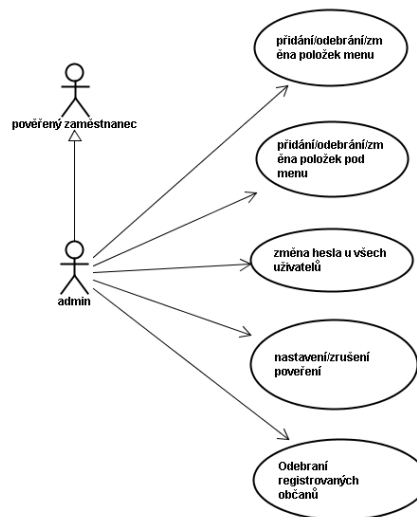 přidání/odebrání/zm
ěna položek menu
pověřený zaměstnanec
přidání/odebrání/zm
ěna položek pod
menu
změna hesla u všech
uživatelů
admin
nastavení/zrušení
poveření
Odebraní
registrovaných
občanů